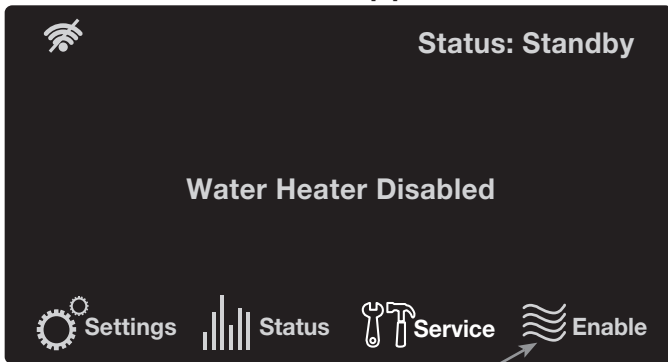 Status: Standby
Water Heater Disabled
Settings Status Service Enable